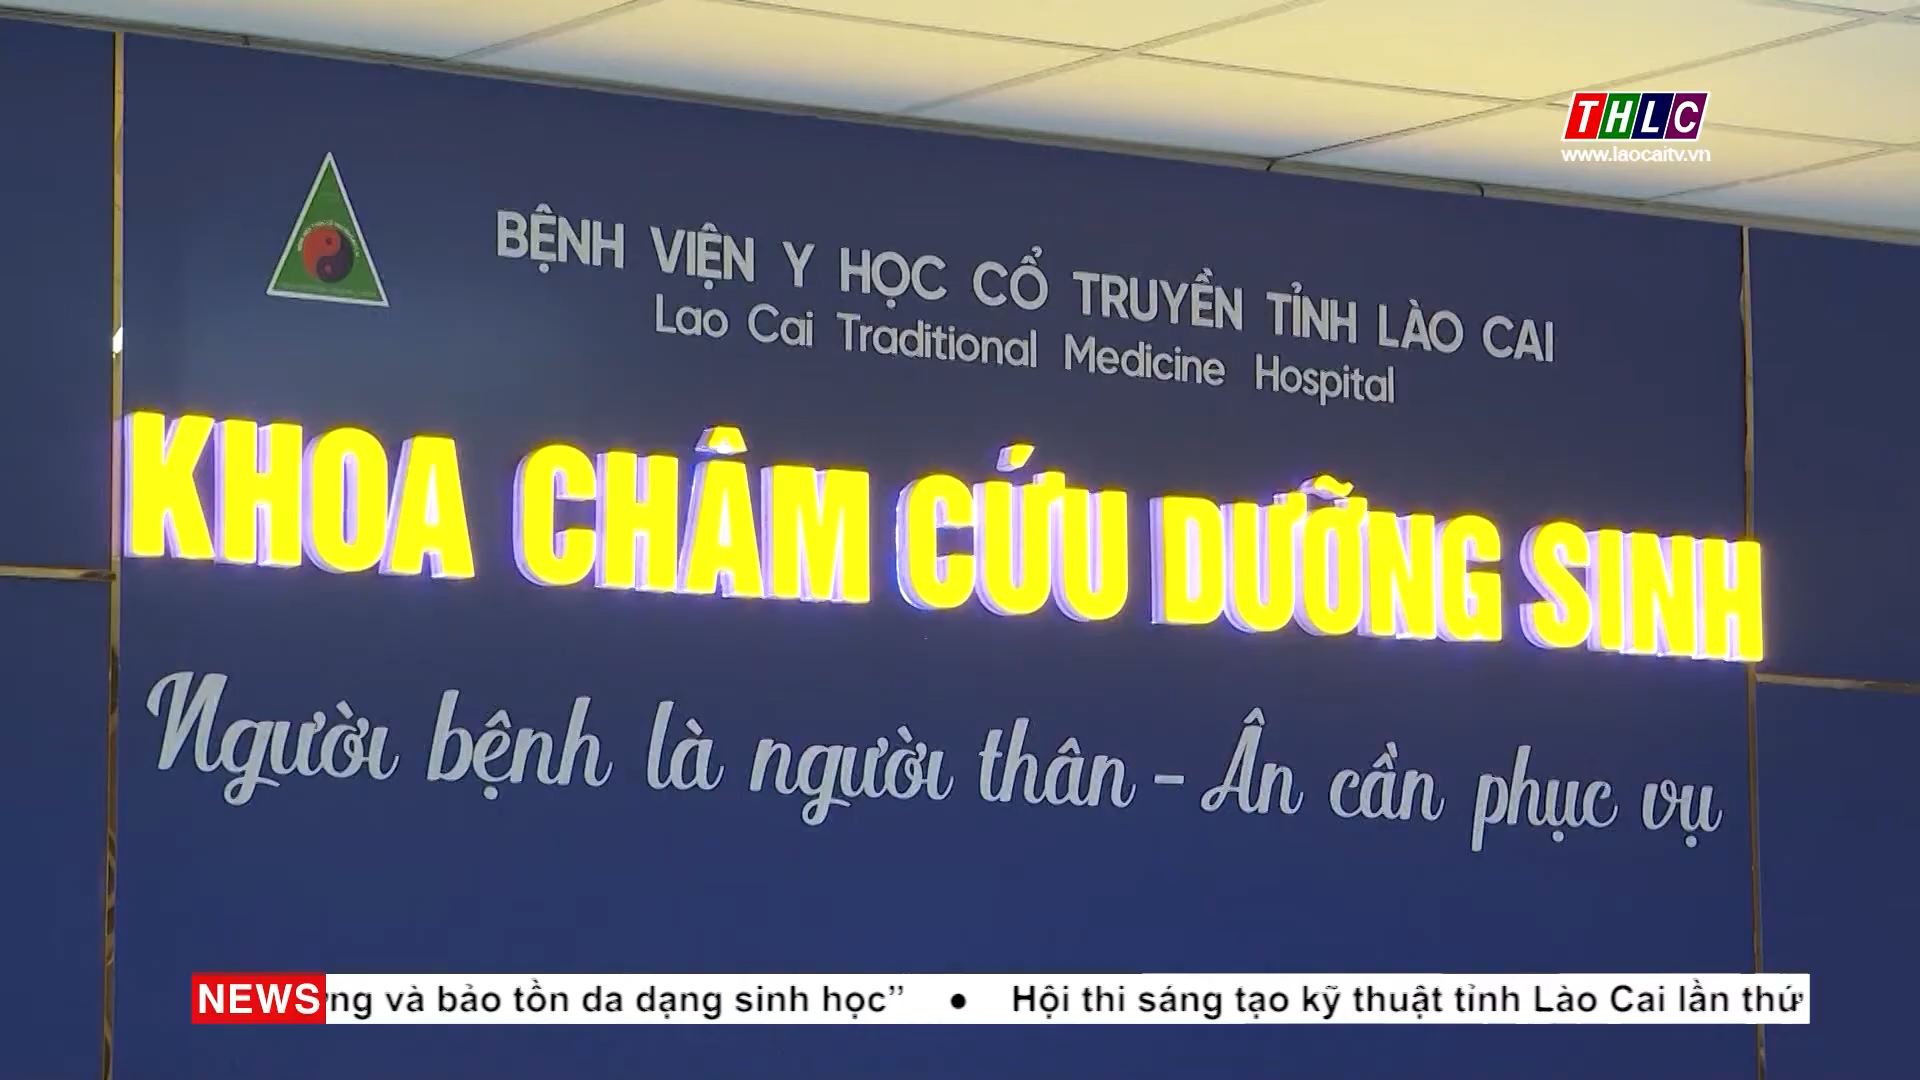 THLC
www.laocaitv.vn
BỆNH VIỆN Y HỌC CỔ TRUYỀN TỈNH LÀO CAI
Lao Cai Traditional Medicine Hospital
KHOA CHÂM CỨU DƯỠNG SINH
Người bệnh là người thân - Ân cần phục vụ
NEWS và bảo tồn da dạng sinh học” • Hội thi sáng tạo kỹ thuật tỉnh Lào Cai lần thứ